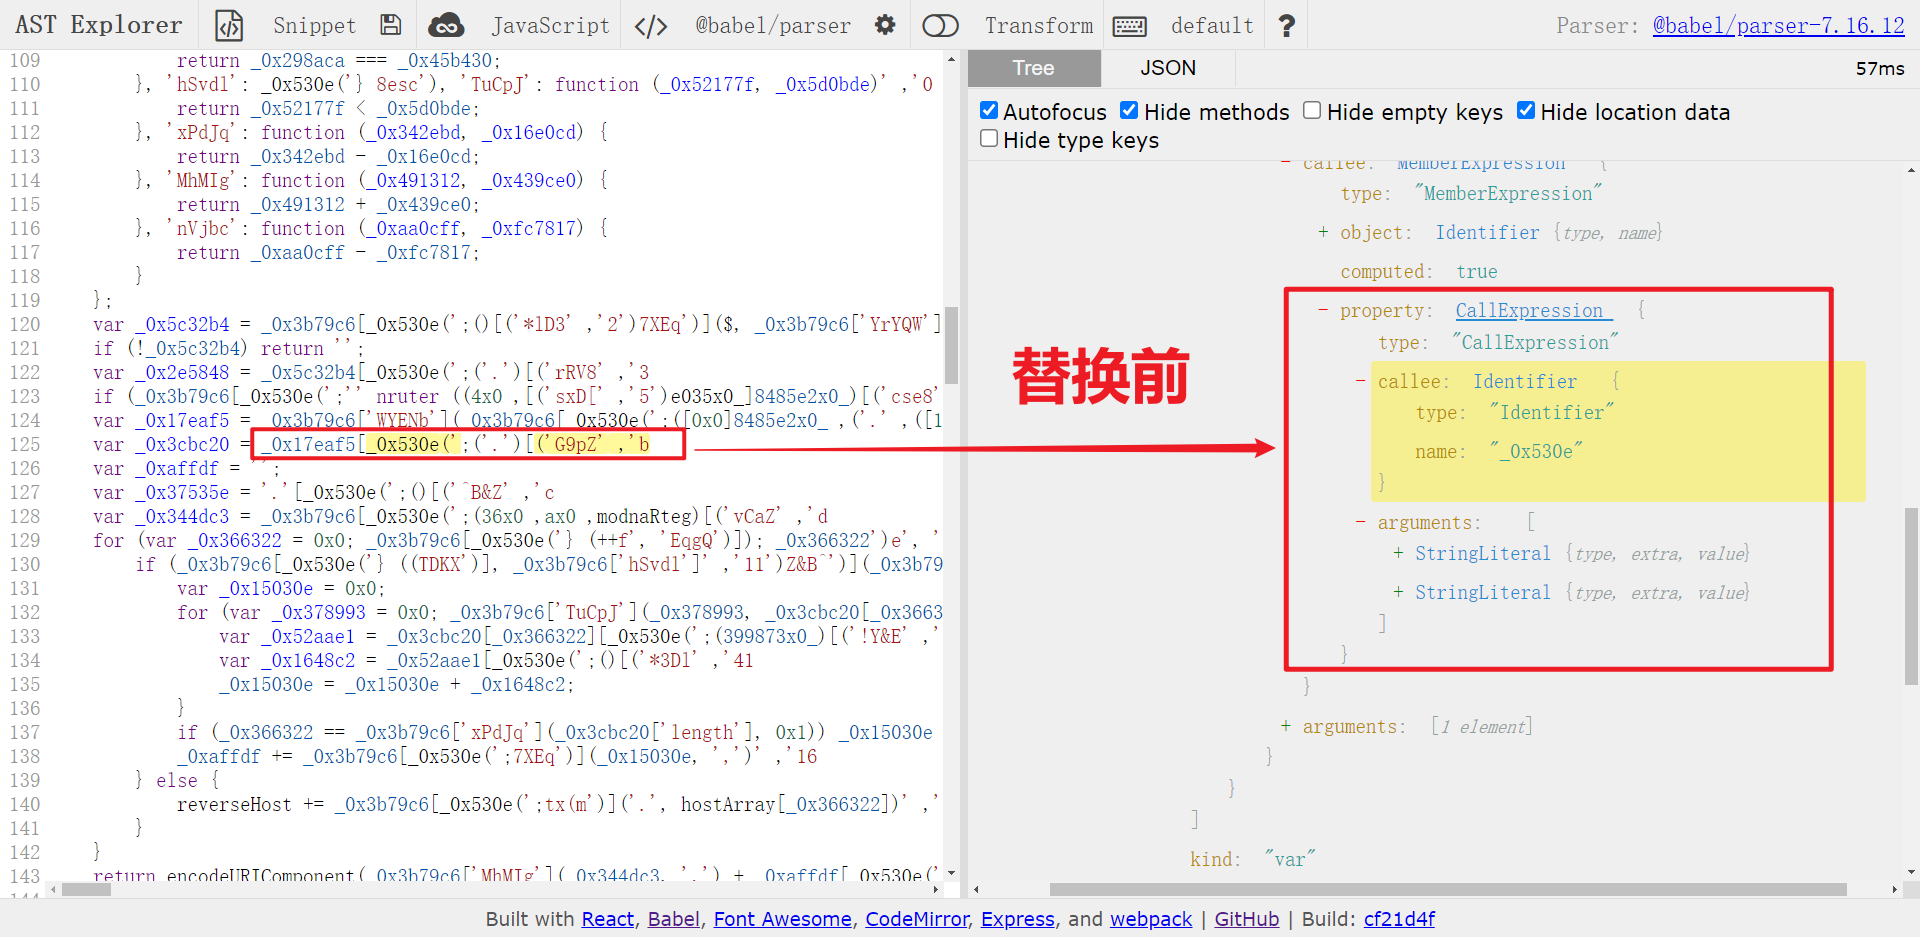 AST Explorer Snippet JavaScript @babel/parser Transform default ? Parser: @babel/parser-7.16.12
109 return _0x298aca === _0x45b430;
110 }, 'hSvdl': _0x530e('} 8esc'), 'TuCpJ': function (_0x52177f, _0x5d0bde)' ,'0
111 return _0x52177f < _0x5d0bde;
112 }, 'xPdJq': function (_0x342ebd, _0x16e0cd) {
113 return _0x342ebd - _0x16e0cd;
114 }, 'MhMIg': function (_0x491312, _0x439ce0) {
115 return _0x491312 + _0x439ce0;
116 }, 'nVjbc': function (_0xaa0cff, _0xfc7817) {
117 return _0xaa0cff - _0xfc7817;
118 }
119 };
120 var _0x5c32b4 = _0x3b79c6[_0x530e(';()[('*lD3' ,'2')7XEq')]($, _0x3b79c6['YrYQW']
121 if (!_0x5c32b4) return '';
122 var _0x2e5848 = _0x5c32b4[_0x530e(';('.')[('rRV8' ,'3
123 if (_0x3b79c6[_0x530e(';'' nruter ((4x0 ,[('sxD[' ,'5')e035x0_]8485e2x0_)[('cse8'
124 var _0x17eaf5 = _0x3b79c6['WYENb'](_0x3b79c6[_0x530e(';([0x0]8485e2x0_ ,('.' ,([1
125 var _0x3cbc20 = _0x17eaf5[_0x530e(';('.')[('G9pZ' ,'b
126 var _0xaffdf = '';
127 var _0x37535e = '.'[_0x530e(';()[('^B&Z' ,'c
128 var _0x344dc3 = _0x3b79c6[_0x530e(';(36x0 ,ax0 ,modnaRteg)[('vCaZ' ,'d
129 for (var _0x366322 = 0x0; _0x3b79c6[_0x530e('} (++f', 'EqgQ')]); _0x366322')e', '
130 if (_0x3b79c6[_0x530e('} ((TDKX')], _0x3b79c6['hSvdl']' ,'11')Z&B^')](_0x3b79
131 var _0x15030e = 0x0;
132 for (var _0x378993 = 0x0; _0x3b79c6['TuCpJ'](_0x378993, _0x3cbc20[_0x3663
133 var _0x52aae1 = _0x3cbc20[_0x366322][_0x530e(';(399873x0_)[('!Y&E' ,'
134 var _0x1648c2 = _0x52aae1[_0x530e(';()[('*3Dl' ,'41
135 _0x15030e = _0x15030e + _0x1648c2;
136 }
137 if (_0x366322 == _0x3b79c6['xPdJq'](_0x3cbc20['length'], 0x1)) _0x15030e
138 _0xaffdf += _0x3b79c6[_0x530e(';7XEq')](_0x15030e, ',')' ,'16
139 } else {
140 reverseHost += _0x3b79c6[_0x530e(';tx(m')]('.', hostArray[_0x366322])' ,'
141 }
142 }
143 return encodeURIComponent(_0x3b79c6['MhMIg'](_0x344dc3, '.') + _0xaffdf[_0x530e('
替换前
Tree JSON 57ms
Autofocus Hide methods Hide empty keys Hide location data
Hide type keys
- callee: MemberExpression {
type: "MemberExpression"
+ object: Identifier {type, name}
computed: true
- property: CallExpression {
type: "CallExpression"
- callee: Identifier {
type: "Identifier"
name: "_0x530e"
}
- arguments: [
+ StringLiteral {type, extra, value}
+ StringLiteral {type, extra, value}
]
}
}
+ arguments: [1 element]
}
}
]
kind: "var"
Built with React, Babel, Font Awesome, CodeMirror, Express, and webpack | GitHub | Build: cf21d4f